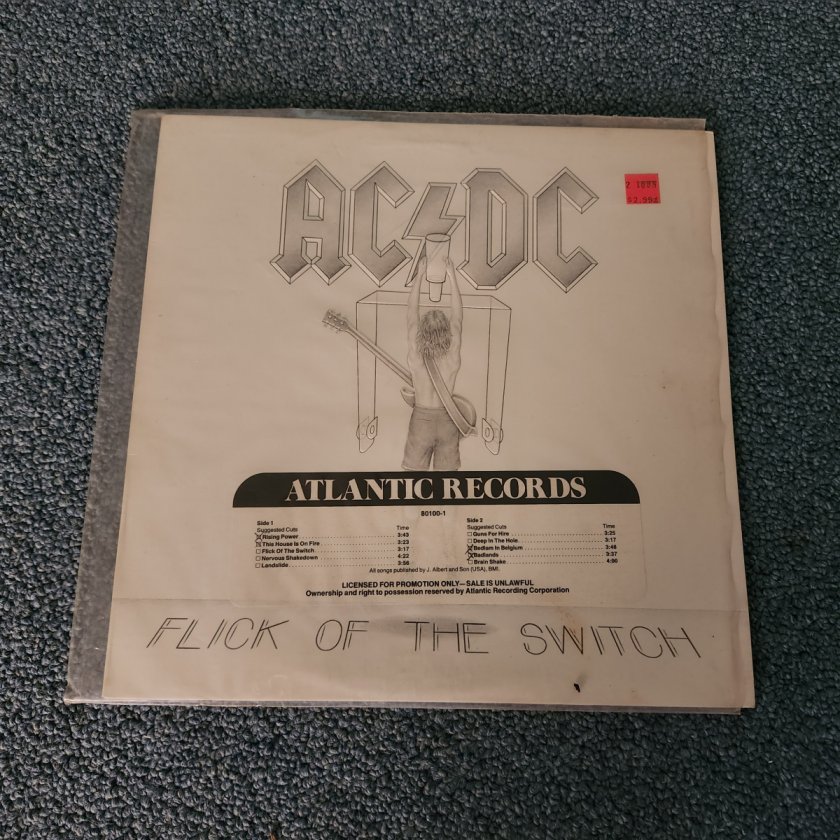 AC/DC
2 1899
$2.99¢
ATLANTIC RECORDS
80100-1
Side 1
Suggested Cuts Time
Rising Power 3:43
This House Is On Fire 3:23
Flick Of The Switch 3:17
Nervous Shakedown 4:22
Landslide 3:56
Side 2
Suggested Cuts Time
Guns For Hire 3:25
Deep In The Hole 3:17
Bedlam In Belgium 3:46
Badlands 3:37
Brain Shake 4:00
All songs published by J. Albert and Son (USA), BMI.
LICENSED FOR PROMOTION ONLY—SALE IS UNLAWFUL
Ownership and right to possession reserved by Atlantic Recording Corporation
FLICK OF THE SWITCH